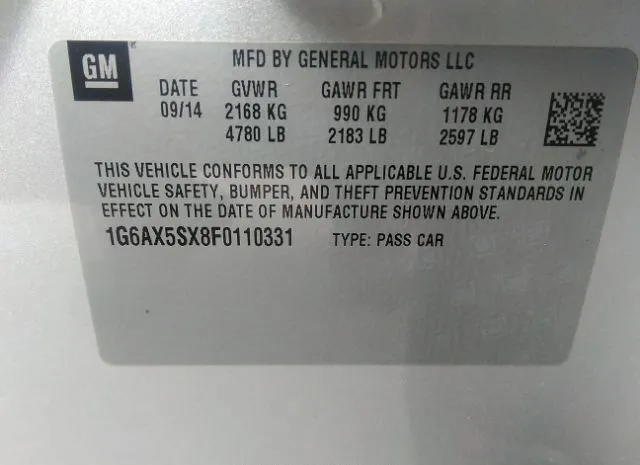 GM
MFD BY GENERAL MOTORS LLC
DATE GVWR GAWR FRT GAWR RR
09/14 2168 KG 990 KG 1178 KG
4780 LB 2183 LB 2597 LB
THIS VEHICLE CONFORMS TO ALL APPLICABLE U.S. FEDERAL MOTOR
VEHICLE SAFETY, BUMPER, AND THEFT PREVENTION STANDARDS IN
EFFECT ON THE DATE OF MANUFACTURE SHOWN ABOVE.
1G6AX5SX8F0110331 TYPE: PASS CAR